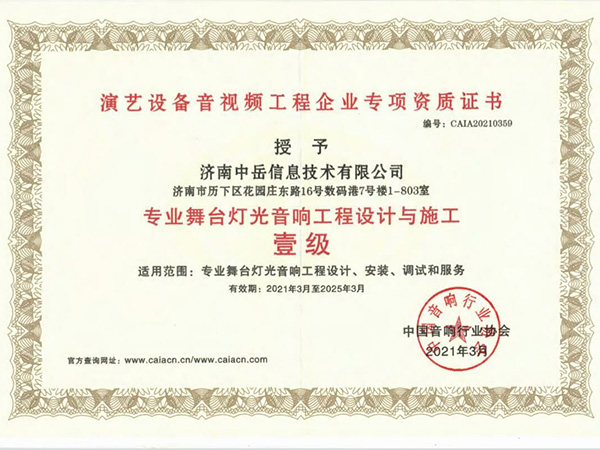 演艺设备音视频工程企业专项资质证书
编号：CAIA20210359
授予
济南中岳信息技术有限公司
济南市历下区花园庄东路16号数码港7号楼1-803室
专业舞台灯光音响工程设计与施工
壹级
适用范围：专业舞台灯光音响工程设计、安装、调试和服务
有效期：2021年3月至2025年3月
中国音响行业协会
中国音响行业协会
2021年3月
官方查询网址：www.caiacn.cn/www.caiacn.com